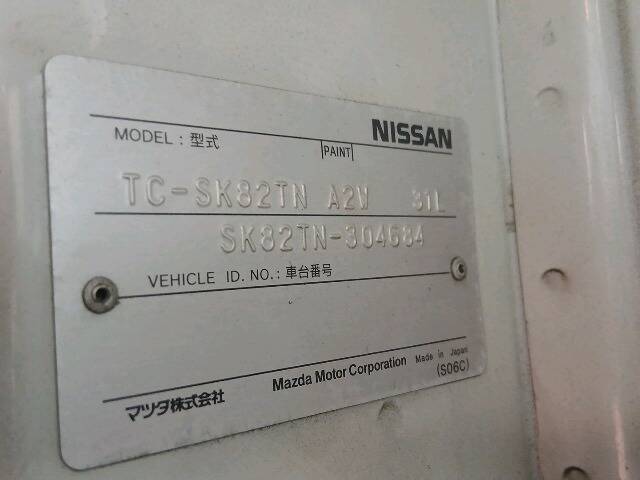 NISSAN
MODEL : 型式 PAINT
TC-SK82TN A2W 31L
SK82TN-304684
VEHICLE ID. NO. : 車台番号
マツダ株式会社 Mazda Motor Corporation Made in Japan
(S06C)